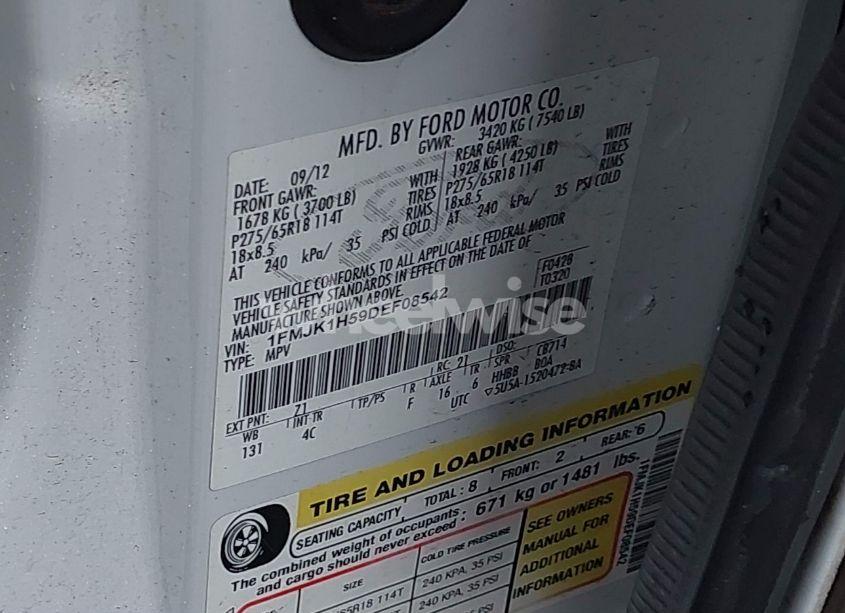 MFD. BY FORD MOTOR CO.
DATE: 09/12 GVWR: 3420 KG ( 7540 LB)
FRONT GAWR: REAR GAWR:
1678 KG ( 3700 LB) WITH 1928 KG ( 4250 LB) WITH
P275/65R18 114T TIRES P275/65R18 114T TIRES
18x8.5 RIMS 18x8.5 RIMS
AT 240 kPa/ 35 PSI COLD AT 240 kPa/ 35 PSI COLD
THIS VEHICLE CONFORMS TO ALL APPLICABLE FEDERAL MOTOR
VEHICLE SAFETY STANDARDS IN EFFECT ON THE DATE OF
MANUFACTURE SHOWN ABOVE.
VIN: 1FMJK1H59DEF08542 F0426
TYPE: MPV T0320
EXT PNT: Z1 RC: 21 DSO:
WB INT TR TP/PS R AXLE TR SPR CB714
131 4C F 16 6 HHBB BOA
UTC 5U5A-1520472-BA
TIRE AND LOADING INFORMATION
SEATING CAPACITY TOTAL: 8 FRONT: 2 REAR: 6
The combined weight of occupants
and cargo should never exceed : 671 kg or 1481 lbs.
SIZE COLD TIRE PRESSURE
R18 114T 240 KPA, 35 PSI
240 KPA, 35 PSI
SEE OWNERS
MANUAL FOR
ADDITIONAL
INFORMATION
1FMJK1H59DEF08542